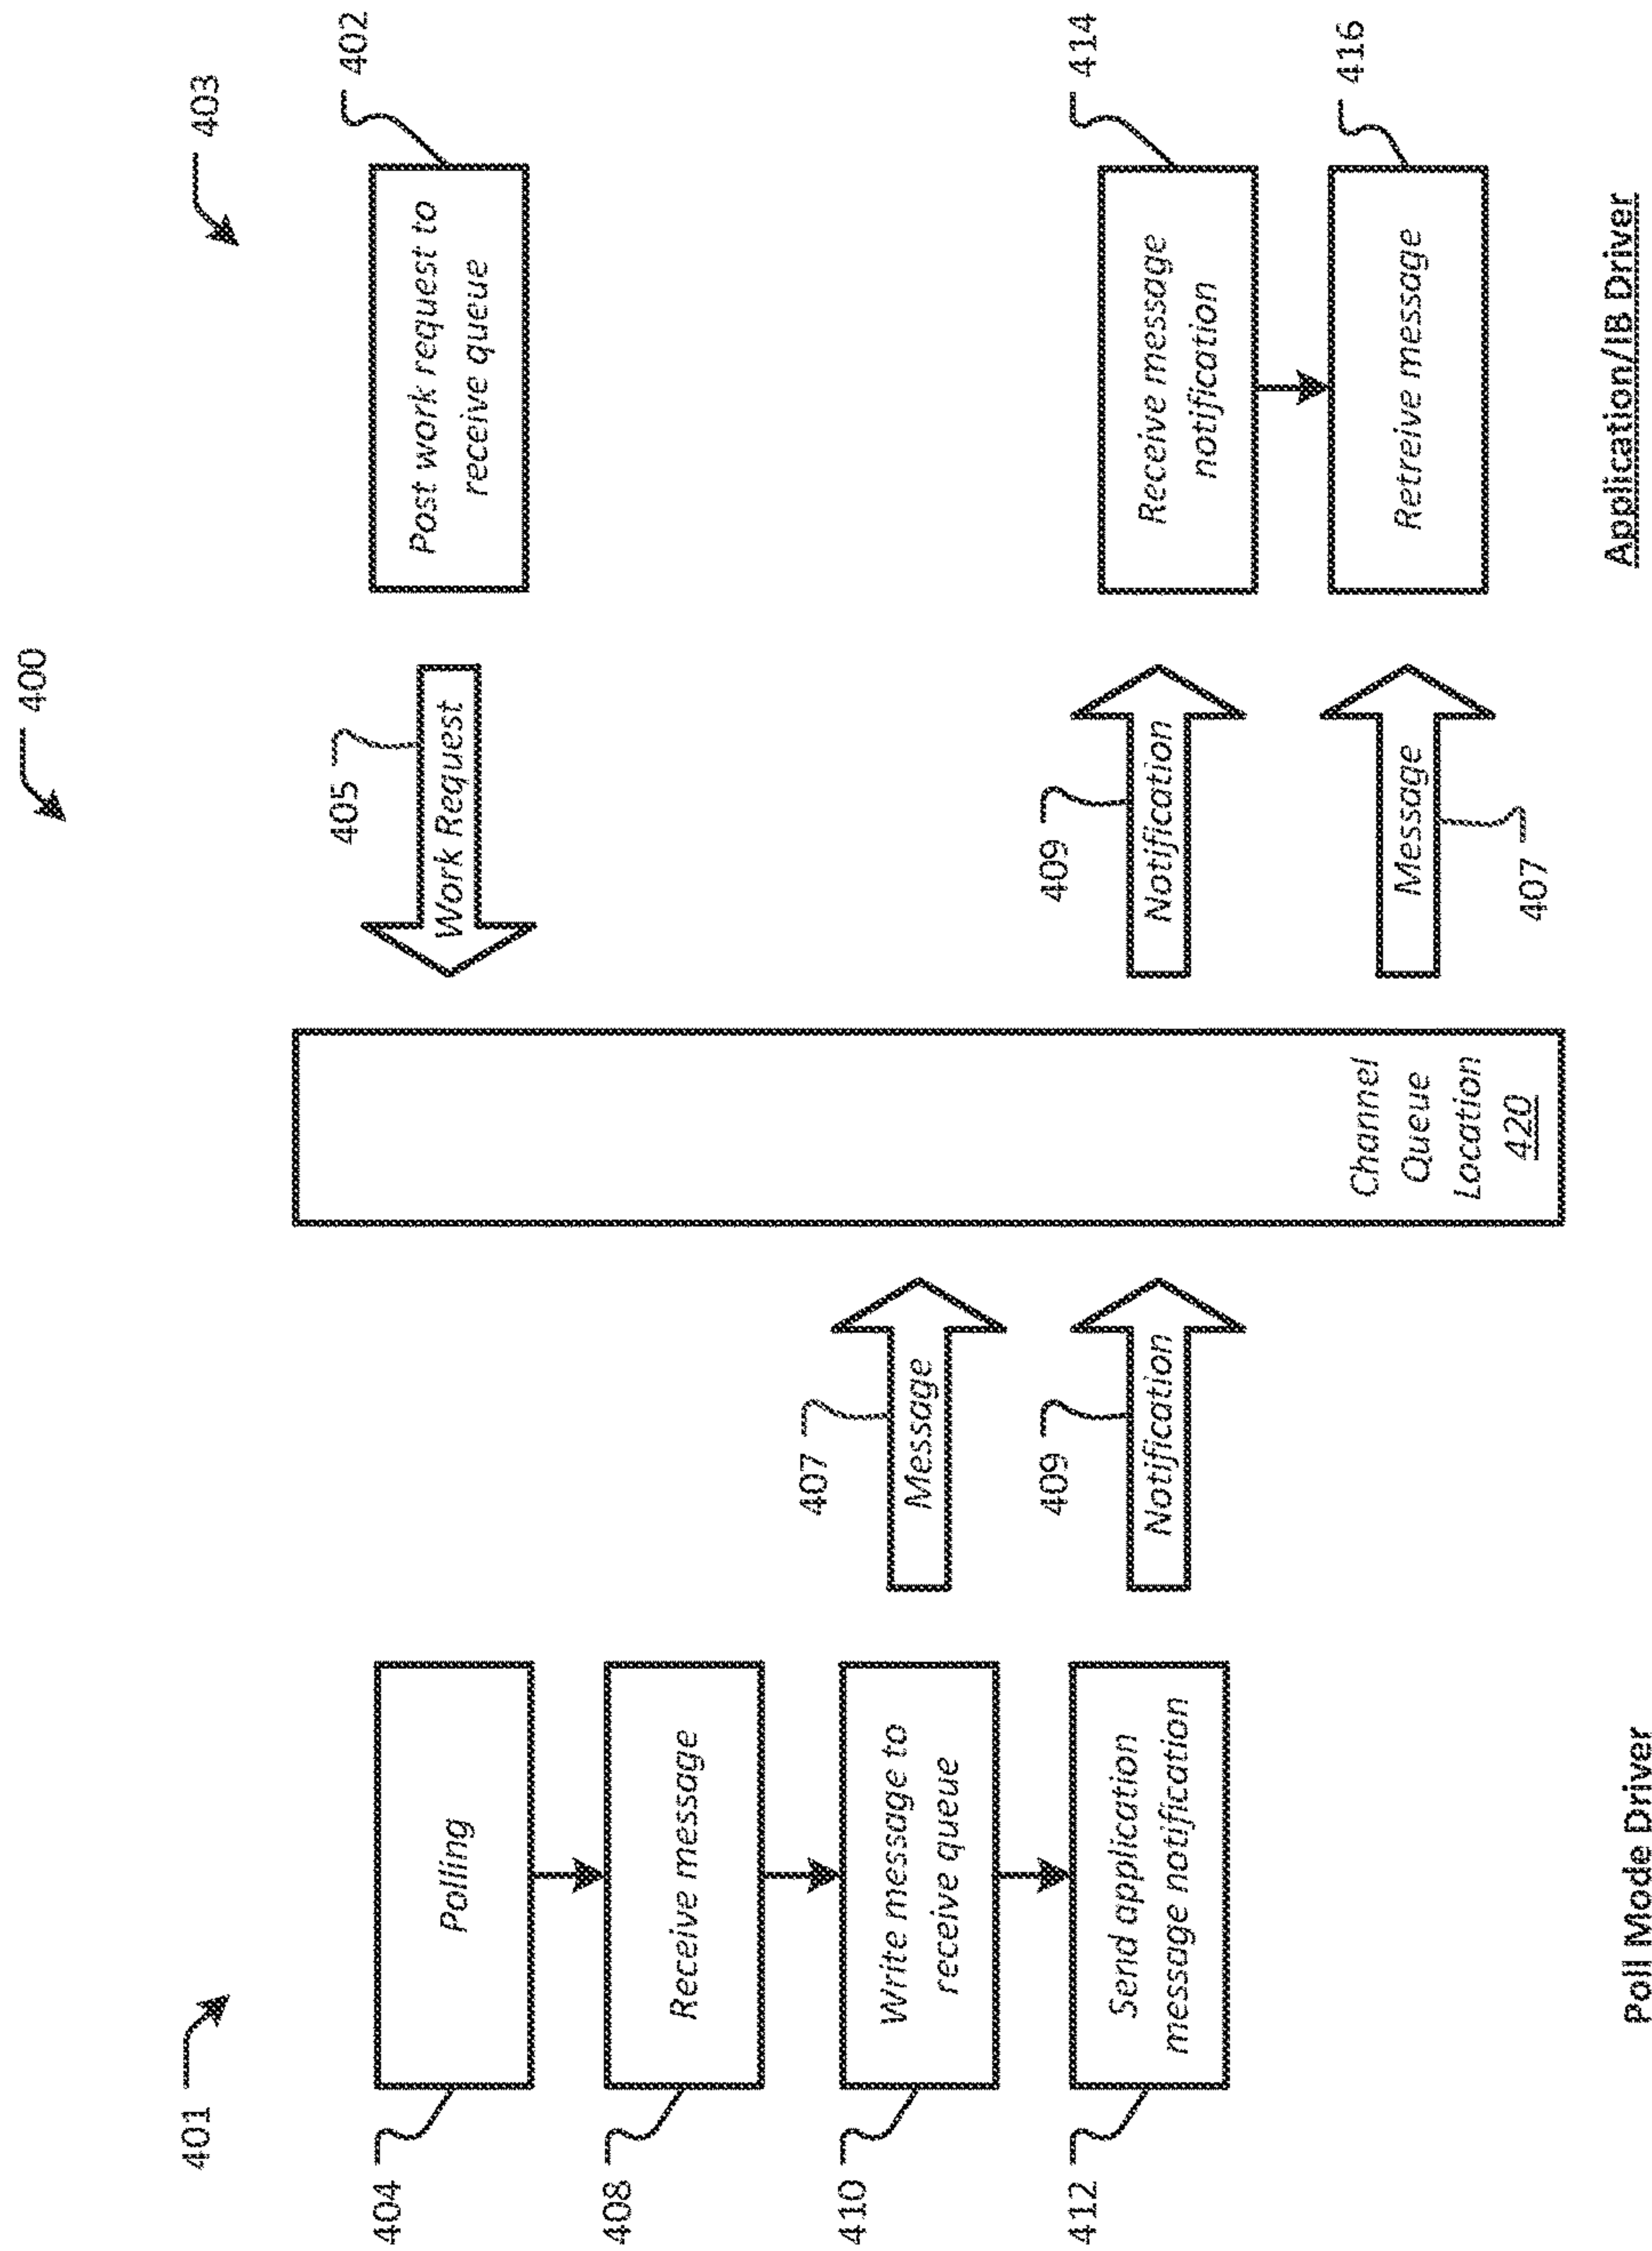 400
401
403
404
Polling
405
Work Request
Post work request to
receive queue
402
408
Receive message
410
Write message to
receive queue
407
Message
412
Send application
message notification
409
Notification
Channel
Queue
Location
420
409
Notification
Receive message
notification
414
Message
407
Retreive message
416
Poll Mode Driver
Application/IB Driver